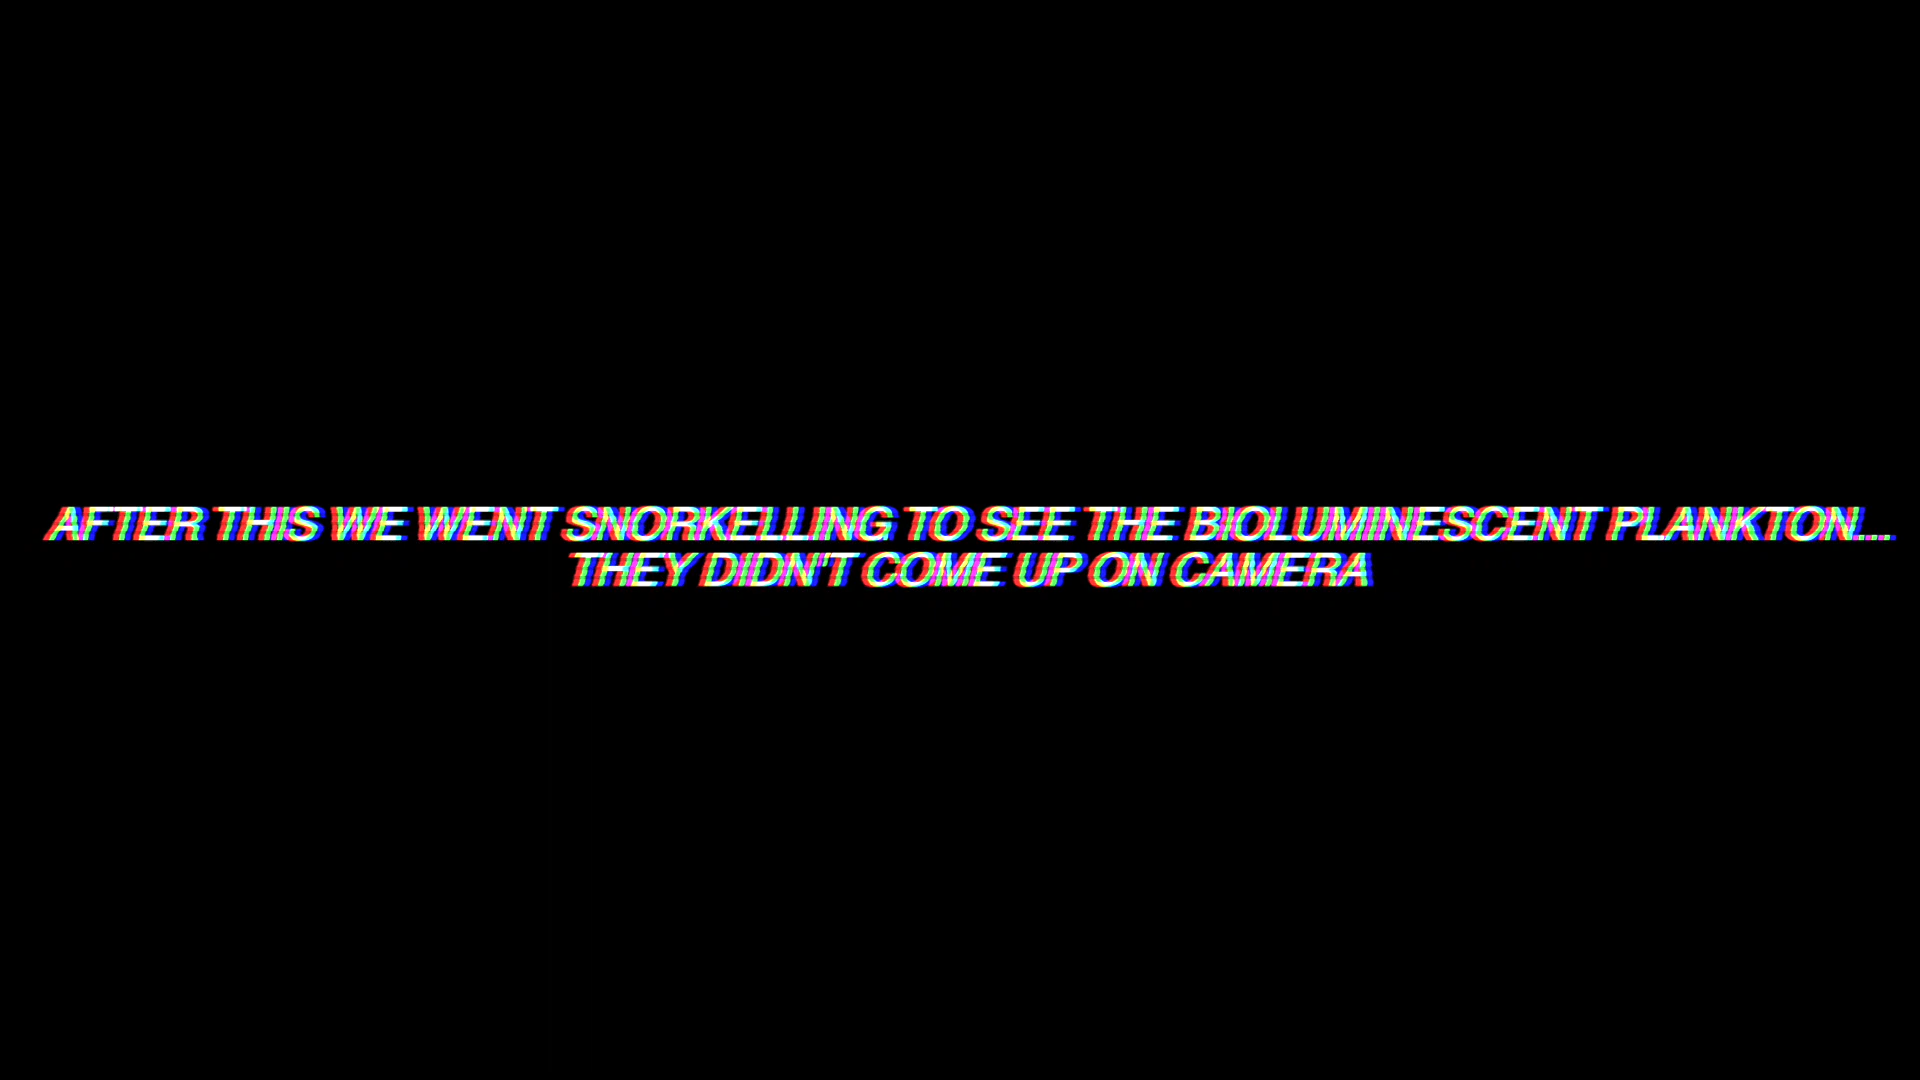 AFTER THIS WE WENT SNORKELLING TO SEE THE BIOLUMINESCENT PLANKTON...
THEY DIDN'T COME UP ON CAMERA